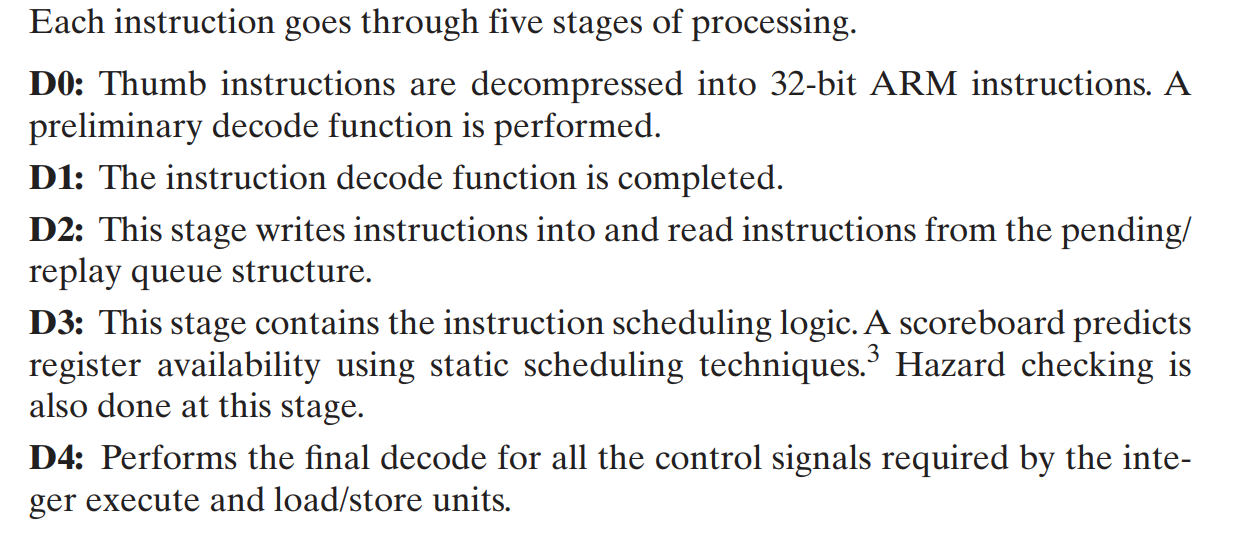 Each instruction goes through five stages of processing.
D0: Thumb instructions are decompressed into 32-bit ARM instructions. A
preliminary decode function is performed.
D1: The instruction decode function is completed.
D2: This stage writes instructions into and read instructions from the pending/
replay queue structure.
D3: This stage contains the instruction scheduling logic. A scoreboard predicts
register availability using static scheduling techniques.3 Hazard checking is
also done at this stage.
D4: Performs the final decode for all the control signals required by the inte-
ger execute and load/store units.